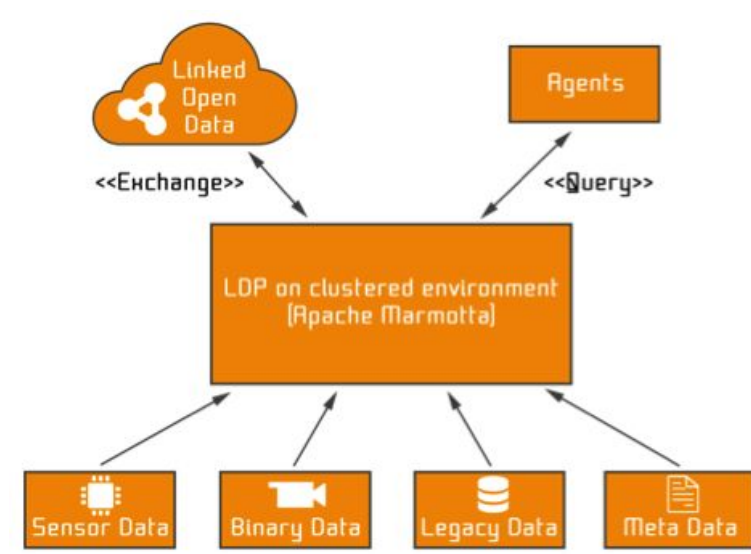 Linked
Open
Data
Agents
<<Exchange>>
<<Query>>
LDP on clustered environment
(Apache Marmotta)
Sensor Data
Binary Data
Legacy Data
Meta Data